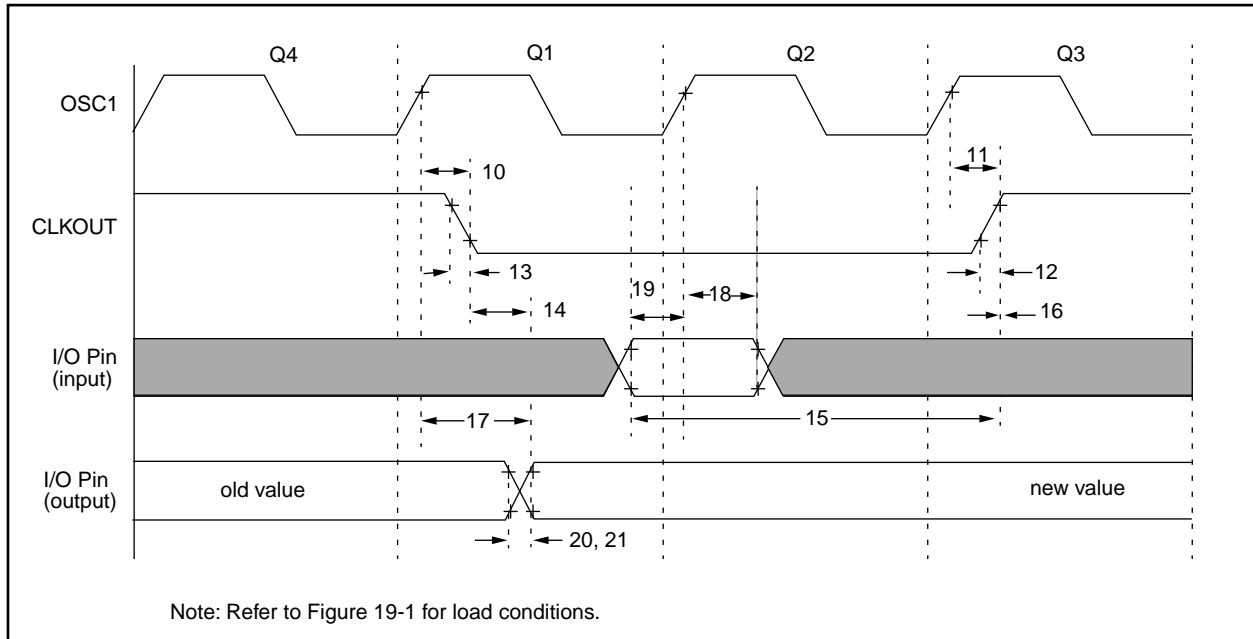 Q4 Q1 Q2 Q3
OSC1
11
10
CLKOUT
13
12
19
18
14
16
I/O Pin
(input)
17
15
I/O Pin
(output)
old value
new value
20, 21
Note: Refer to Figure 19-1 for load conditions.